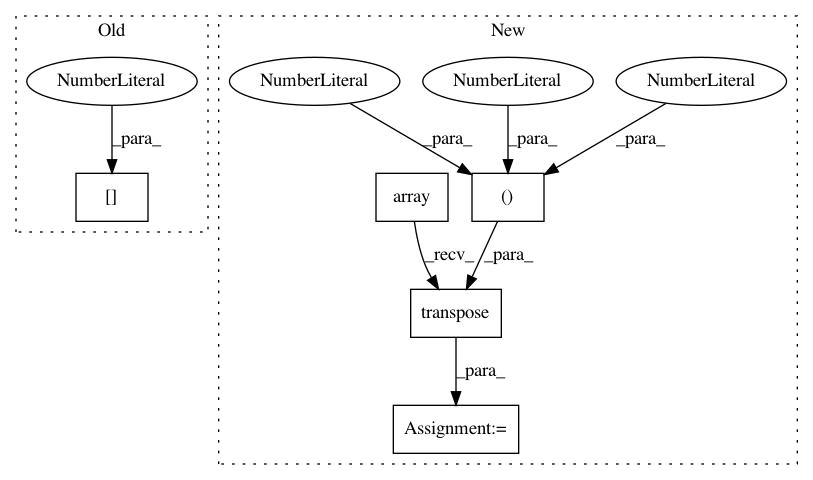 Old
New
NumberLiteral
NumberLiteral
NumberLiteral
NumberLiteral
_para_
_para_
_para_
_para_
[]
array
()
_recv_
_para_
transpose
_para_
Assignment:=